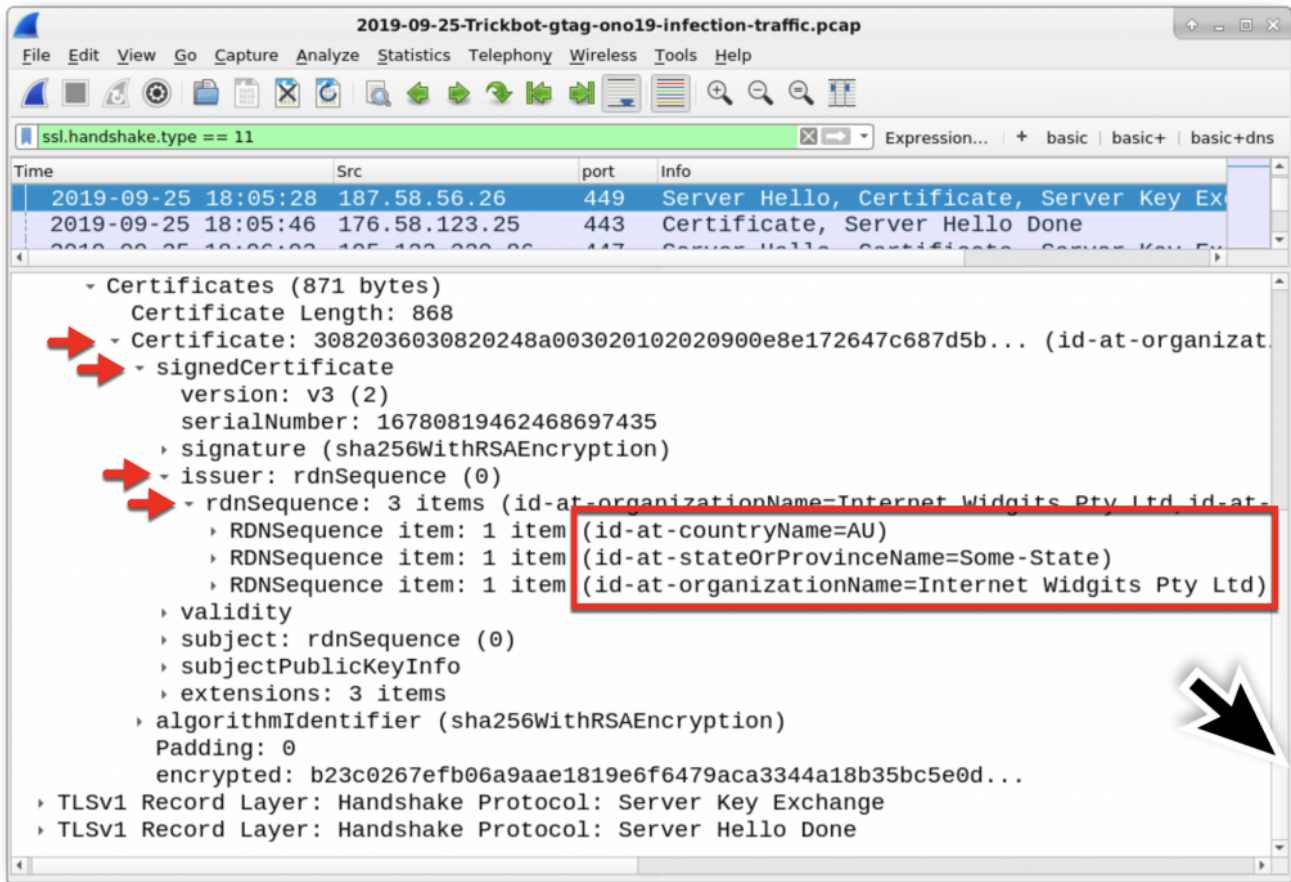 2019-09-25-Trickbot-gtag-ono19-infection-traffic.pcap
File Edit View Go Capture Analyze Statistics Telephony Wireless Tools Help
ssl.handshake.type == 11 Expression... + basic basic+ basic+dns
Time Src port Info
2019-09-25 18:05:28 187.58.56.26 449 Server Hello, Certificate, Server Key Ex
2019-09-25 18:05:46 176.58.123.25 443 Certificate, Server Hello Done
Certificates (871 bytes)
Certificate Length: 868
Certificate: 3082036030820248a003020102020900e8e172647c687d5b... (id-at-organizat
signedCertificate
version: v3 (2)
serialNumber: 16780819462468697435
signature (sha256WithRSAEncryption)
issuer: rdnSequence (0)
rdnSequence: 3 items (id-at-organizationName=Internet Widgits Pty Ltd,id-at-
RDNSequence item: 1 item (id-at-countryName=AU)
RDNSequence item: 1 item (id-at-stateOrProvinceName=Some-State)
RDNSequence item: 1 item (id-at-organizationName=Internet Widgits Pty Ltd)
validity
subject: rdnSequence (0)
subjectPublicKeyInfo
extensions: 3 items
algorithmIdentifier (sha256WithRSAEncryption)
Padding: 0
encrypted: b23c0267efb06a9aae1819e6f6479aca3344a18b35bc5e0d...
TLSv1 Record Layer: Handshake Protocol: Server Key Exchange
TLSv1 Record Layer: Handshake Protocol: Server Hello Done